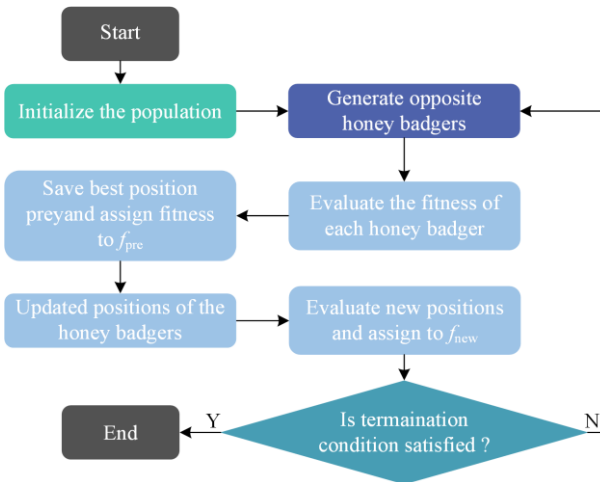 Start
Initialize the population
Generate opposite
honey badgers
Evaluate the fitness of
each honey badger
Save best position
preyand assign fitness
to fpre
Updated positions of the
honey badgers
Evaluate new positions
and assign to fnew
Is termaination
condition satisfied ?
Y
N
End